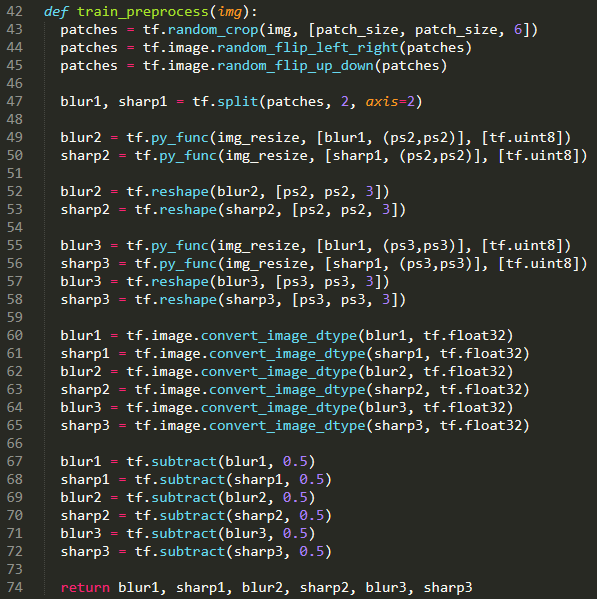 42 def train_preprocess(img):
43   patches = tf.random_crop(img, [patch_size, patch_size, 6])
44   patches = tf.image.random_flip_left_right(patches)
45   patches = tf.image.random_flip_up_down(patches)
46
47   blur1, sharp1 = tf.split(patches, 2, axis=2)
48
49   blur2 = tf.py_func(img_resize, [blur1, (ps2,ps2)], [tf.uint8])
50   sharp2 = tf.py_func(img_resize, [sharp1, (ps2,ps2)], [tf.uint8])
51
52   blur2 = tf.reshape(blur2, [ps2, ps2, 3])
53   sharp2 = tf.reshape(sharp2, [ps2, ps2, 3])
54
55   blur3 = tf.py_func(img_resize, [blur1, (ps3,ps3)], [tf.uint8])
56   sharp3 = tf.py_func(img_resize, [sharp1, (ps3,ps3)], [tf.uint8])
57   blur3 = tf.reshape(blur3, [ps3, ps3, 3])
58   sharp3 = tf.reshape(sharp3, [ps3, ps3, 3])
59
60   blur1 = tf.image.convert_image_dtype(blur1, tf.float32)
61   sharp1 = tf.image.convert_image_dtype(sharp1, tf.float32)
62   blur2 = tf.image.convert_image_dtype(blur2, tf.float32)
63   sharp2 = tf.image.convert_image_dtype(sharp2, tf.float32)
64   blur3 = tf.image.convert_image_dtype(blur3, tf.float32)
65   sharp3 = tf.image.convert_image_dtype(sharp3, tf.float32)
66
67   blur1 = tf.subtract(blur1, 0.5)
68   sharp1 = tf.subtract(sharp1, 0.5)
69   blur2 = tf.subtract(blur2, 0.5)
70   sharp2 = tf.subtract(sharp2, 0.5)
71   blur3 = tf.subtract(blur3, 0.5)
72   sharp3 = tf.subtract(sharp3, 0.5)
73
74   return blur1, sharp1, blur2, sharp2, blur3, sharp3